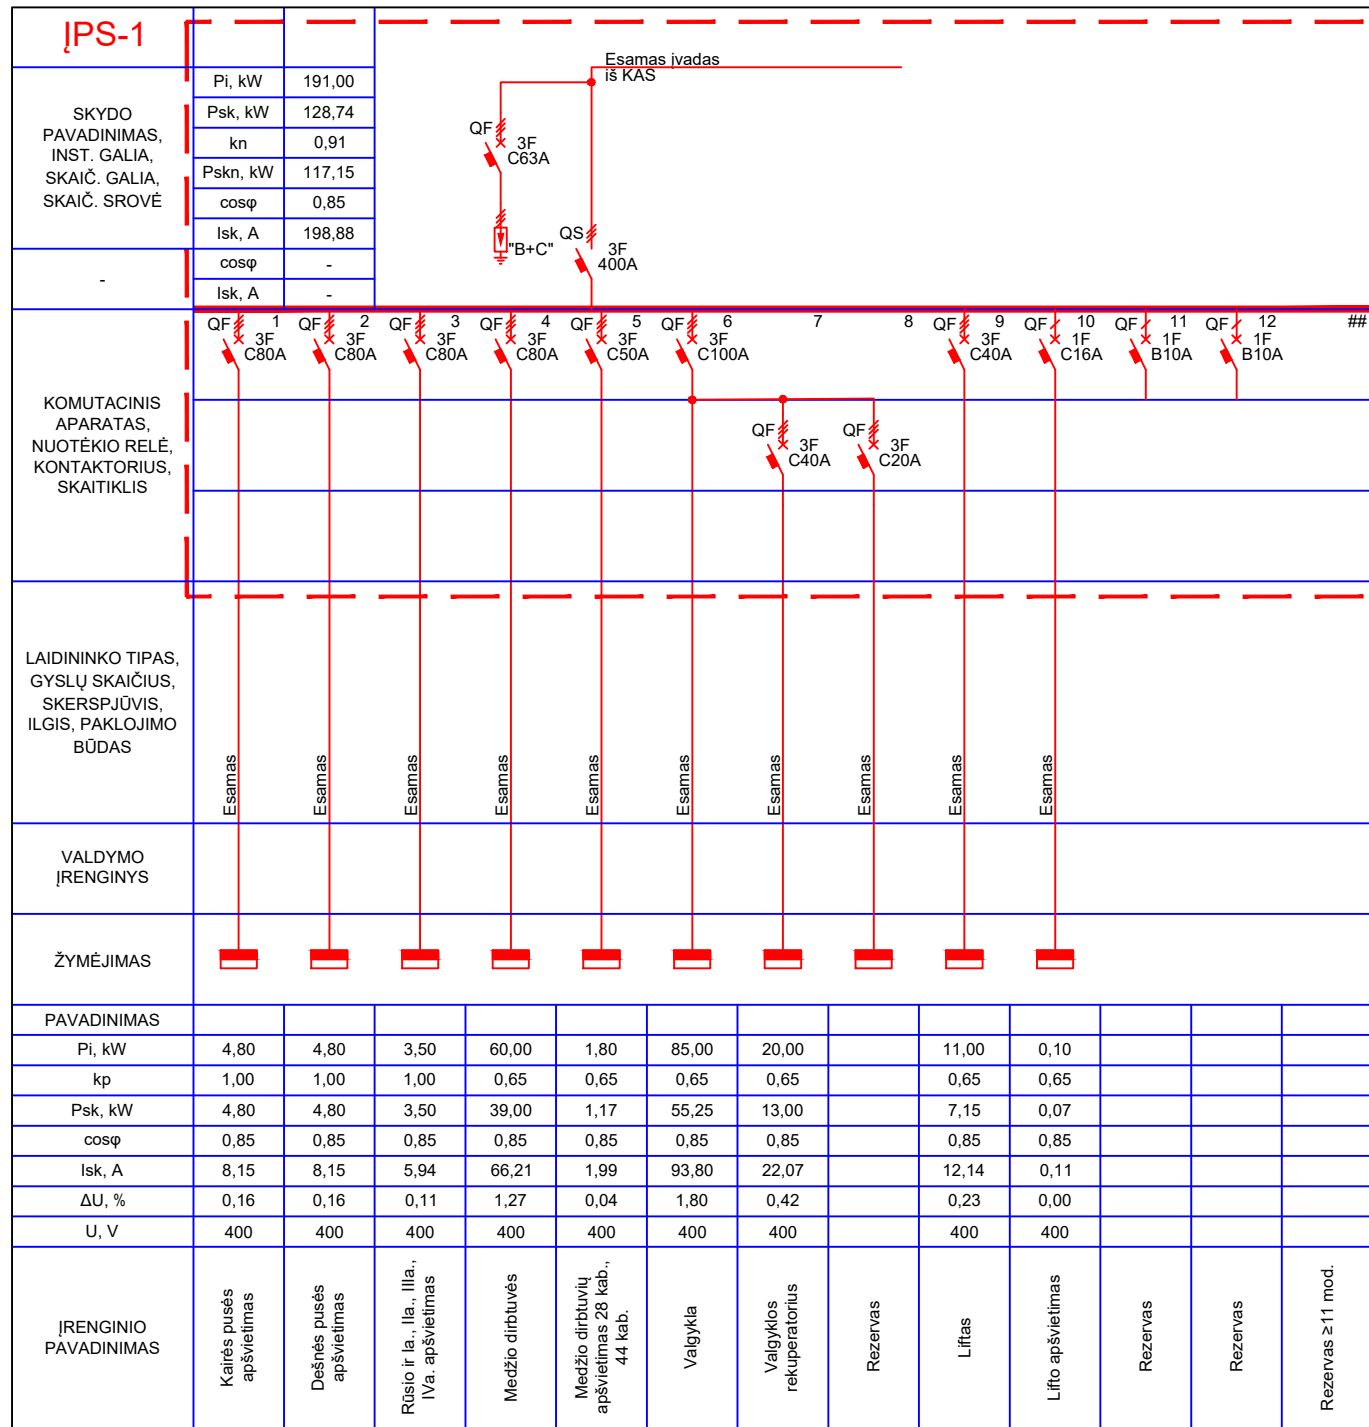 ĮPS-1
SKYDO
PAVADINIMAS,
INST. GALIA,
SKAIČ. GALIA,
SKAIČ. SROVĖ
Pi, kW 191,00
Psk, kW 128,74
kn 0,91
Pskn, kW 117,15
cosφ 0,85
Isk, A 198,88
-
cosφ -
Isk, A -
Esamas įvadas
iš KAS
QF 3F
C63A
"B+C"
QS 3F
400A
KOMUTACINIS
APARATAS,
NUOTĖKIO RELĖ,
KONTAKTORIUS,
SKAITIKLIS
QF 1 3F C80A
QF 2 3F C80A
QF 3 3F C80A
QF 4 3F C80A
QF 5 3F C50A
QF 6 3F C100A
7
8
QF 9 3F C40A
QF 10 1F C16A
QF 11 1F B10A
QF 12 1F B10A
##
QF 3F C40A
QF 3F C20A
LAIDININKO TIPAS,
GYSLŲ SKAIČIUS,
SKERSPJŪVIS,
ILGIS, PAKLOJIMO
BŪDAS
Esamas Esamas Esamas Esamas Esamas Esamas Esamas Esamas Esamas Esamas
VALDYMO
ĮRENGINYS
ŽYMĖJIMAS
PAVADINIMAS
Pi, kW 4,80 4,80 3,50 60,00 1,80 85,00 20,00 11,00 0,10
kp 1,00 1,00 1,00 0,65 0,65 0,65 0,65 0,65 0,65
Psk, kW 4,80 4,80 3,50 39,00 1,17 55,25 13,00 7,15 0,07
cosφ 0,85 0,85 0,85 0,85 0,85 0,85 0,85 0,85 0,85
Isk, A 8,15 8,15 5,94 66,21 1,99 93,80 22,07 12,14 0,11
ΔU, % 0,16 0,16 0,11 1,27 0,04 1,80 0,42 0,23 0,00
U, V 400 400 400 400 400 400 400 400 400
ĮRENGINIO
PAVADINIMAS
Kairės pusės
apšvietimas
Dešnės pusės
apšvietimas
Rūsio ir Ia., IIa., IIIa.,
IVa. apšvietimas
Medžio dirbtuvės
Medžio dirbtuvių
apšvietimas 28 kab.,
44 kab.
Valgykla
Valgyklos
rekuperatorius
Rezervas
Liftas
Lifto apšvietimas
Rezervas
Rezervas
Rezervas ≥11 mod.